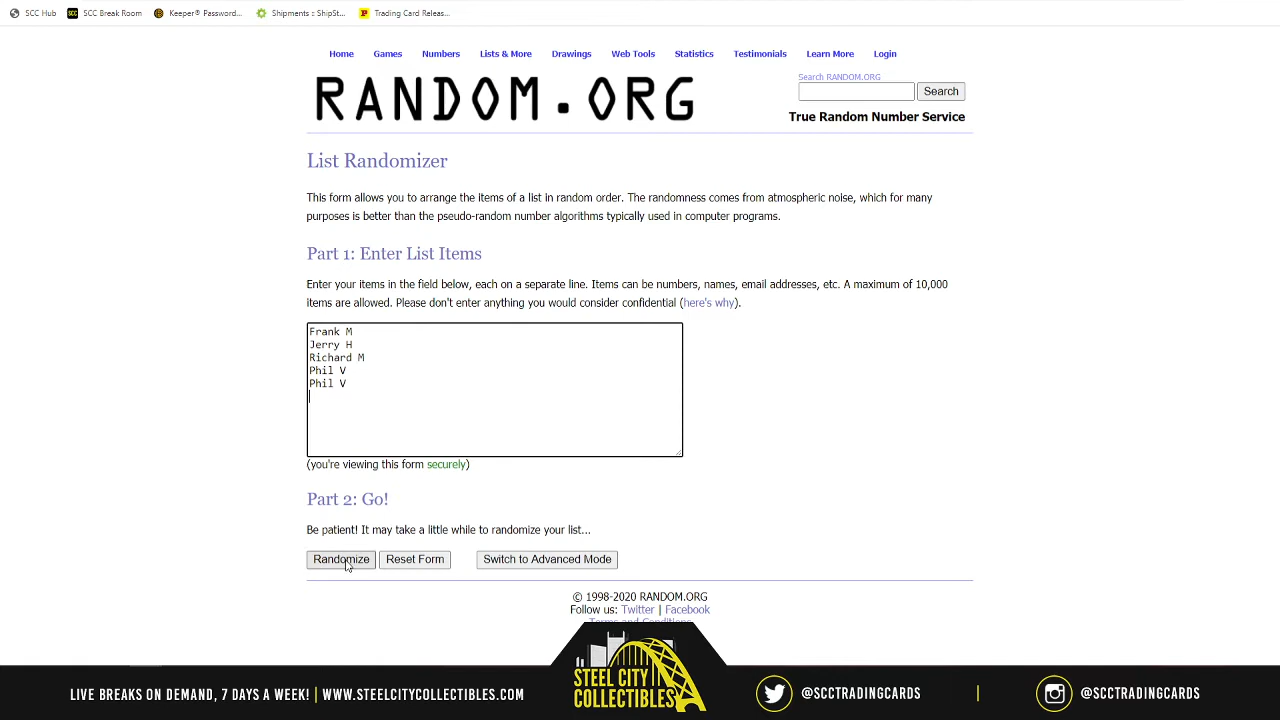 SCC Hub SCC Break Room Keeper® Password... Shipments :: ShipSt... Trading Card Releas...
Home Games Numbers Lists & More Drawings Web Tools Statistics Testimonials Learn More Login
RANDOM.ORG
Search RANDOM.ORG
Search
True Random Number Service
List Randomizer
This form allows you to arrange the items of a list in random order. The randomness comes from atmospheric noise, which for many
purposes is better than the pseudo-random number algorithms typically used in computer programs.
Part 1: Enter List Items
Enter your items in the field below, each on a separate line. Items can be numbers, names, email addresses, etc. A maximum of 10,000
items are allowed. Please don't enter anything you would consider confidential (here's why).
Frank M
Jerry H
Richard M
Phil V
Phil V
(you're viewing this form securely)
Part 2: Go!
Be patient! It may take a little while to randomize your list...
Randomize Reset Form Switch to Advanced Mode
© 1998-2020 RANDOM.ORG
Follow us: Twitter | Facebook
Terms and Conditions
LIVE BREAKS ON DEMAND, 7 DAYS A WEEK! | WWW.STEELCITYCOLLECTIBLES.COM
STEEL CITY
COLLECTIBLES
@SCCTRADINGCARDS | @SCCTRADINGCARDS